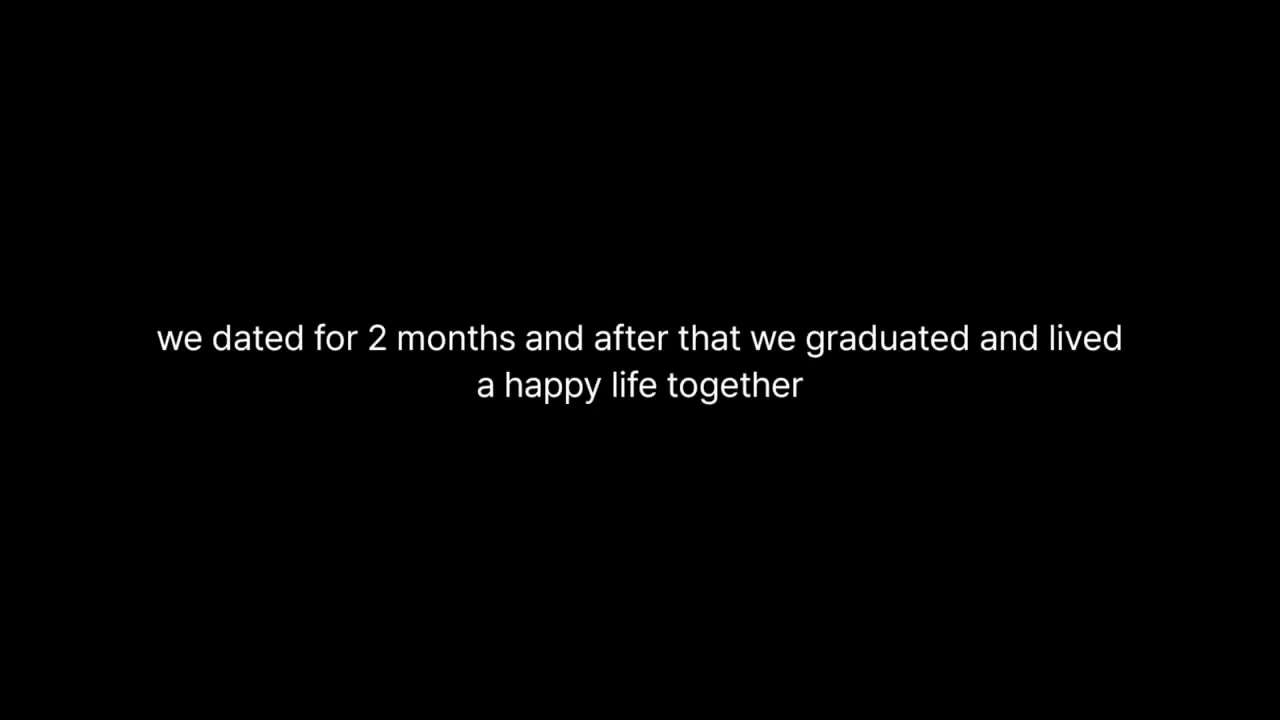 we dated for 2 months and after that we graduated and lived
a happy life together